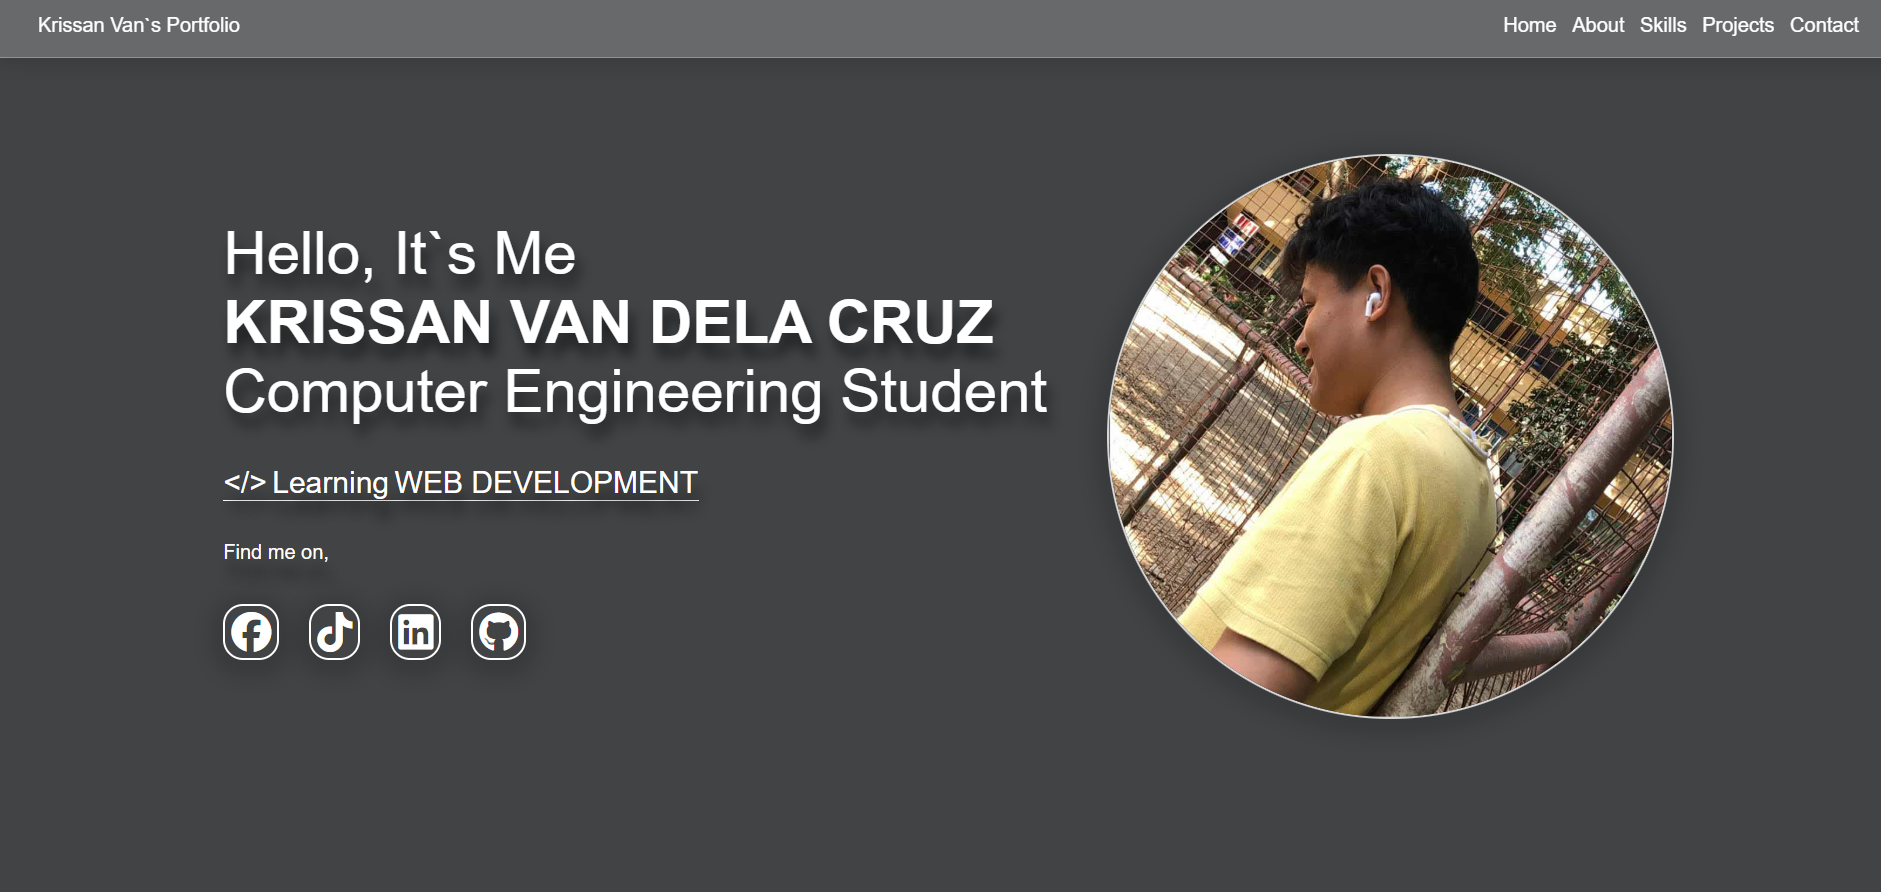 Krissan Van`s Portfolio
Home About Skills Projects Contact
Hello, It`s Me
KRISSAN VAN DELA CRUZ
Computer Engineering Student
</> Learning WEB DEVELOPMENT
Find me on,
in